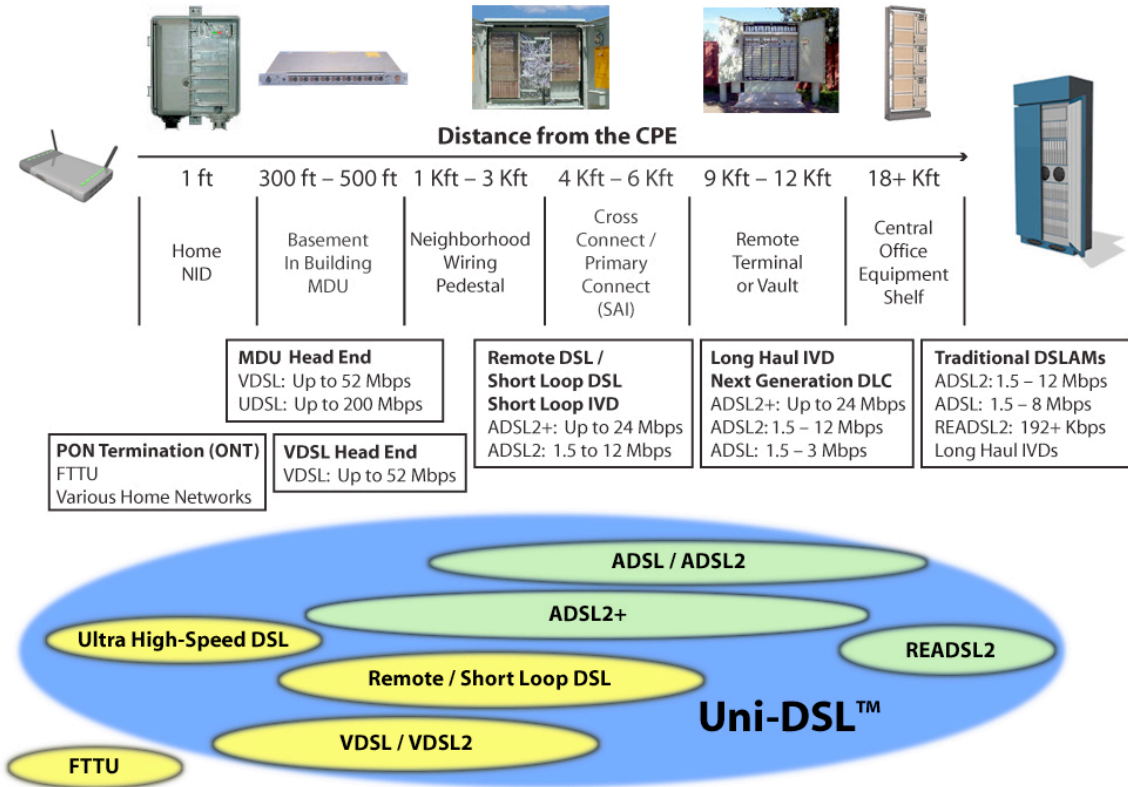 Distance from the CPE
1 ft
300 ft – 500 ft
1 Kft – 3 Kft
4 Kft – 6 Kft
9 Kft – 12 Kft
18+ Kft
Home
NID
Basement
In Building
MDU
Neighborhood
Wiring
Pedestal
Cross
Connect /
Primary
Connect
(SAI)
Remote
Terminal
or Vault
Central
Office
Equipment
Shelf
MDU Head End
VDSL: Up to 52 Mbps
UDSL: Up to 200 Mbps
PON Termination (ONT)
FTTU
Various Home Networks
VDSL Head End
VDSL: Up to 52 Mbps
Remote DSL /
Short Loop DSL
Short Loop IVD
ADSL2+: Up to 24 Mbps
ADSL2: 1.5 to 12 Mbps
Long Haul IVD
Next Generation DLC
ADSL2+: Up to 24 Mbps
ADSL2: 1.5 – 12 Mbps
ADSL: 1.5 – 3 Mbps
Traditional DSLAMs
ADSL2: 1.5 – 12 Mbps
ADSL: 1.5 – 8 Mbps
READSL2: 192+ Kbps
Long Haul IVDs
ADSL / ADSL2
ADSL2+
Ultra High-Speed DSL
READSL2
Remote / Short Loop DSL
Uni-DSL™
VDSL / VDSL2
FTTU